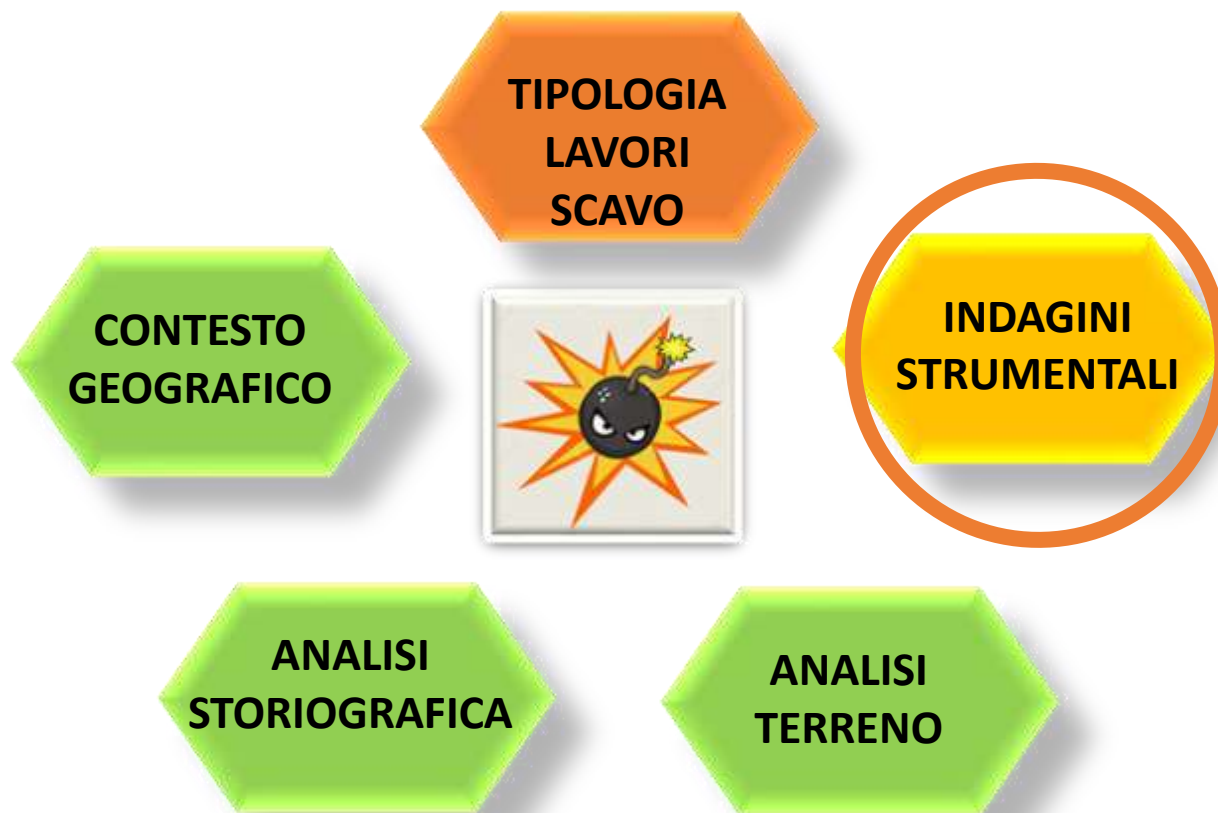 TIPOLOGIA
LAVORI
SCAVO
CONTESTO
GEOGRAFICO
INDAGINI
STRUMENTALI
ANALISI
STORIOGRAFICA
ANALISI
TERRENO